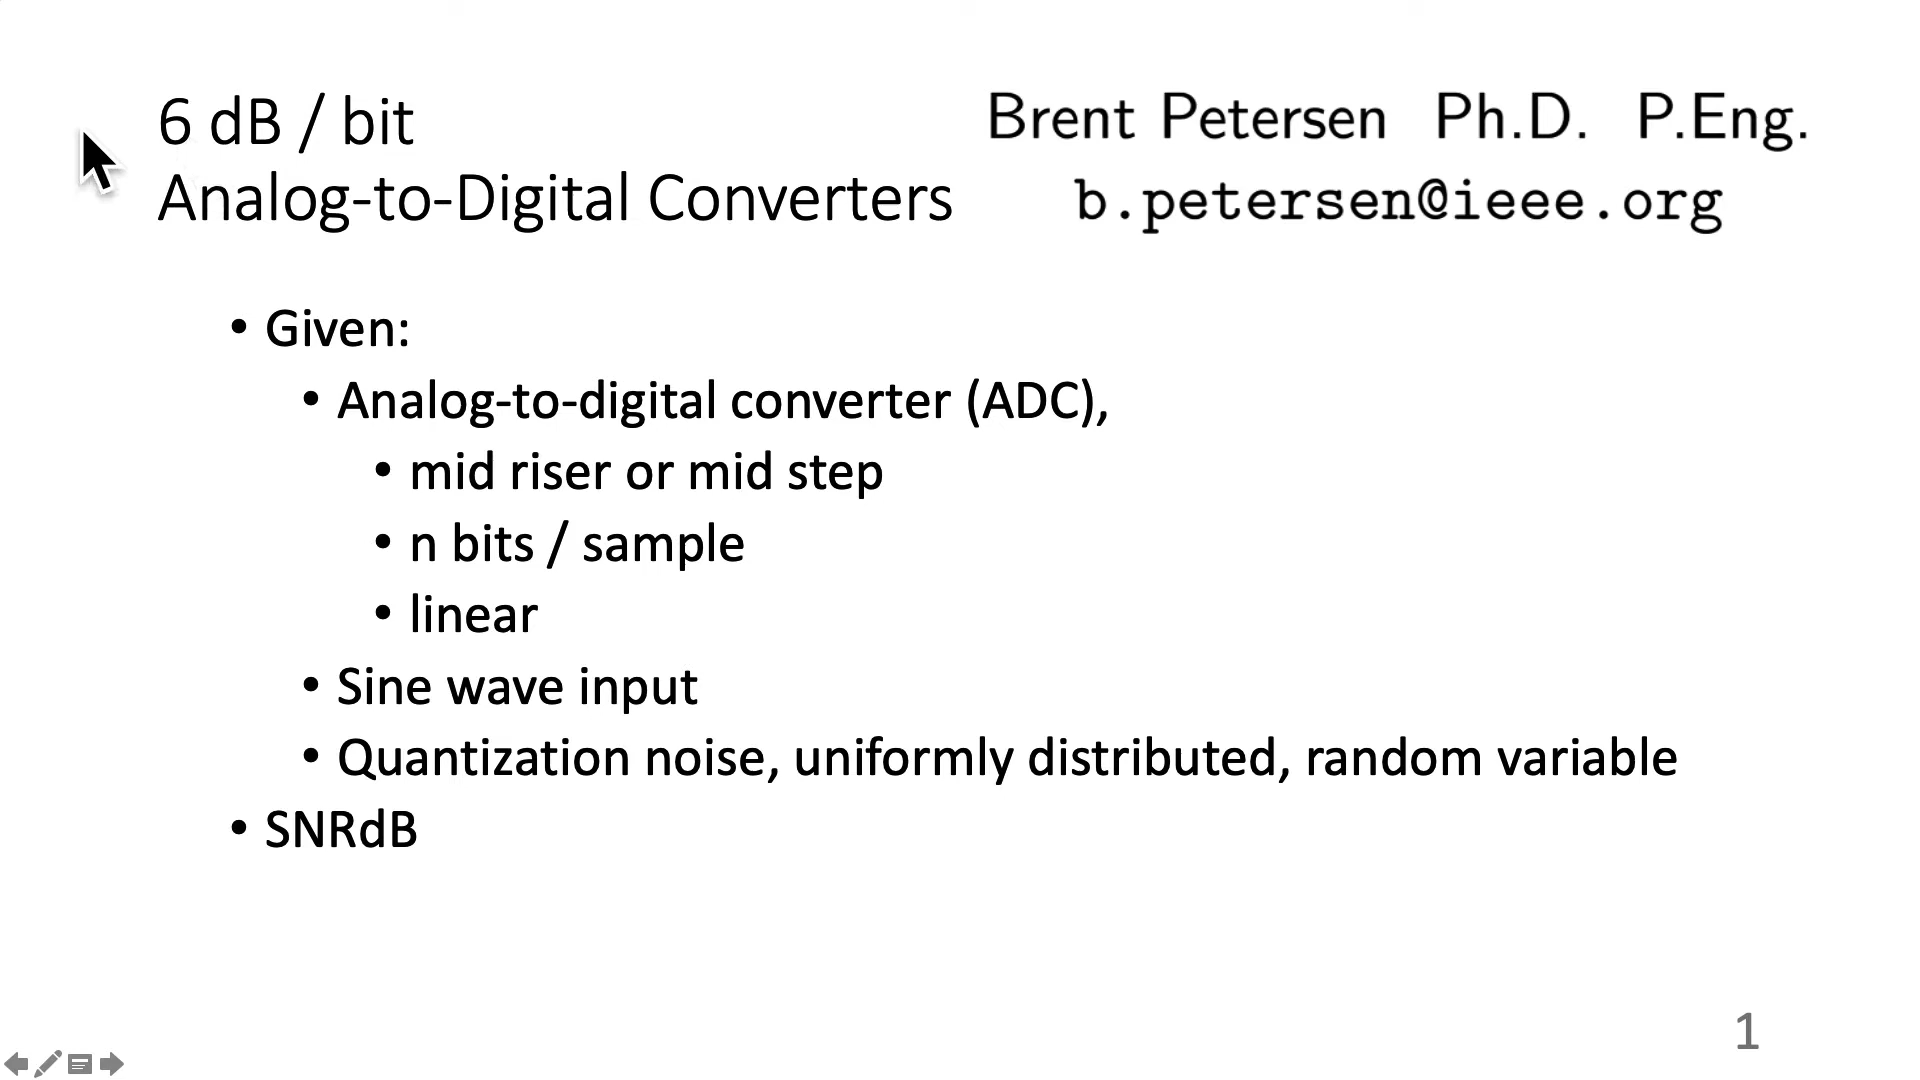 6 dB / bit
Analog-to-Digital Converters
Brent Petersen Ph.D. P.Eng.
b.petersen@ieee.org
• Given:
• Analog-to-digital converter (ADC),
• mid riser or mid step
• n bits / sample
• linear
• Sine wave input
• Quantization noise, uniformly distributed, random variable
• SNRdB
1